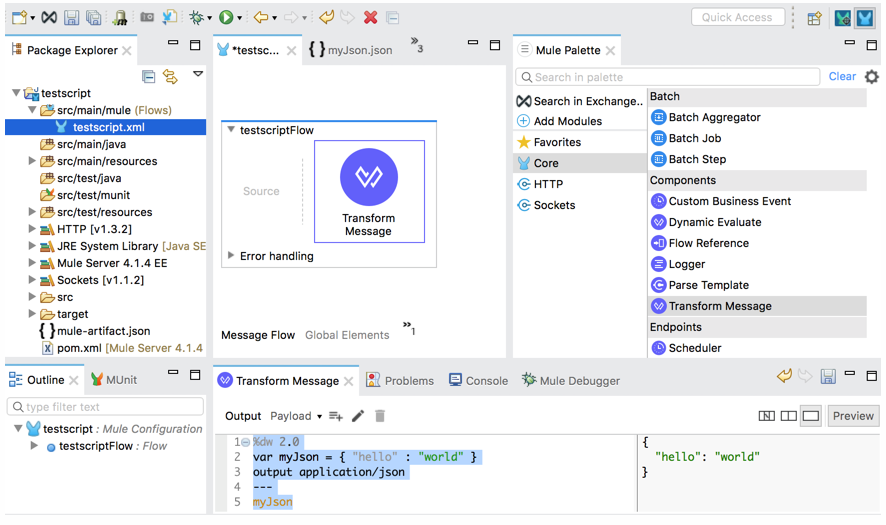 Quick Access
Package Explorer
testscript
src/main/mule (Flows)
testscript.xml
src/main/java
src/main/resources
src/test/java
src/test/munit
src/test/resources
HTTP [v1.3.2]
JRE System Library [Java SE
Mule Server 4.1.4 EE
Sockets [v1.1.2]
src
target
{ } mule-artifact.json
pom.xml [Mule Server 4.1.4
*testsc...
{ } myJson.json
»3
testscriptFlow
Source
Transform
Message
Error handling
Message Flow Global Elements »1
Mule Palette
Search in palette
Clear
Search in Exchange..
Add Modules
Favorites
Core
HTTP
Sockets
Batch
Batch Aggregator
Batch Job
Batch Step
Components
Custom Business Event
Dynamic Evaluate
Flow Reference
Logger
Parse Template
Transform Message
Endpoints
Scheduler
Outline MUnit
type filter text
testscript : Mule Configuration
testscriptFlow : Flow
Transform Message Problems Console Mule Debugger
Output Payload
Preview
1 %dw 2.0
2 var myJson = { "hello" : "world" }
3 output application/json
4 ---
5 myJson
{
"hello": "world"
}